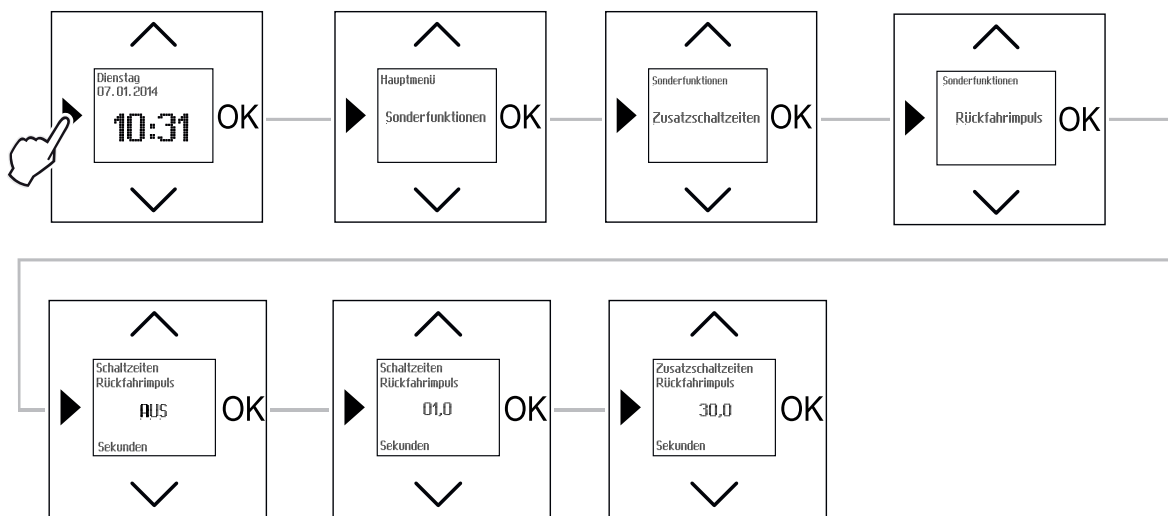 Dienstag
07.01.2014
10:31
OK
Hauptmenü
Sonderfunktionen
OK
Sonderfunktionen
Zusatzschaltzeiten
OK
Sonderfunktionen
Rückfahrimpuls
OK
Schaltzeiten
Rückfahrimpuls
AUS
Sekunden
OK
Schaltzeiten
Rückfahrimpuls
01,0
Sekunden
OK
Zusatzschaltzeiten
Rückfahrimpuls
30,0
Sekunden
OK